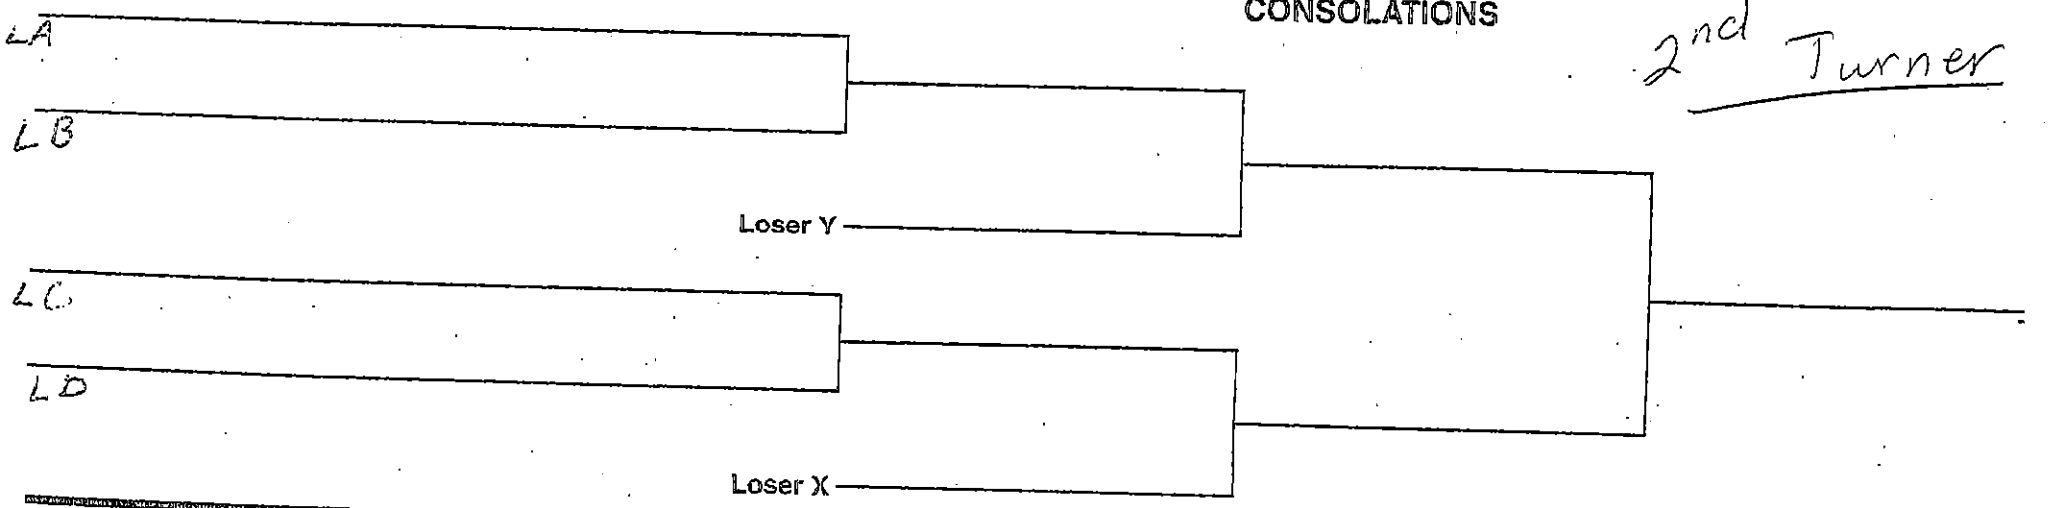 CONSOLATIONS
2nd Turner
LA
LB
Loser Y
LC
LD
Loser X